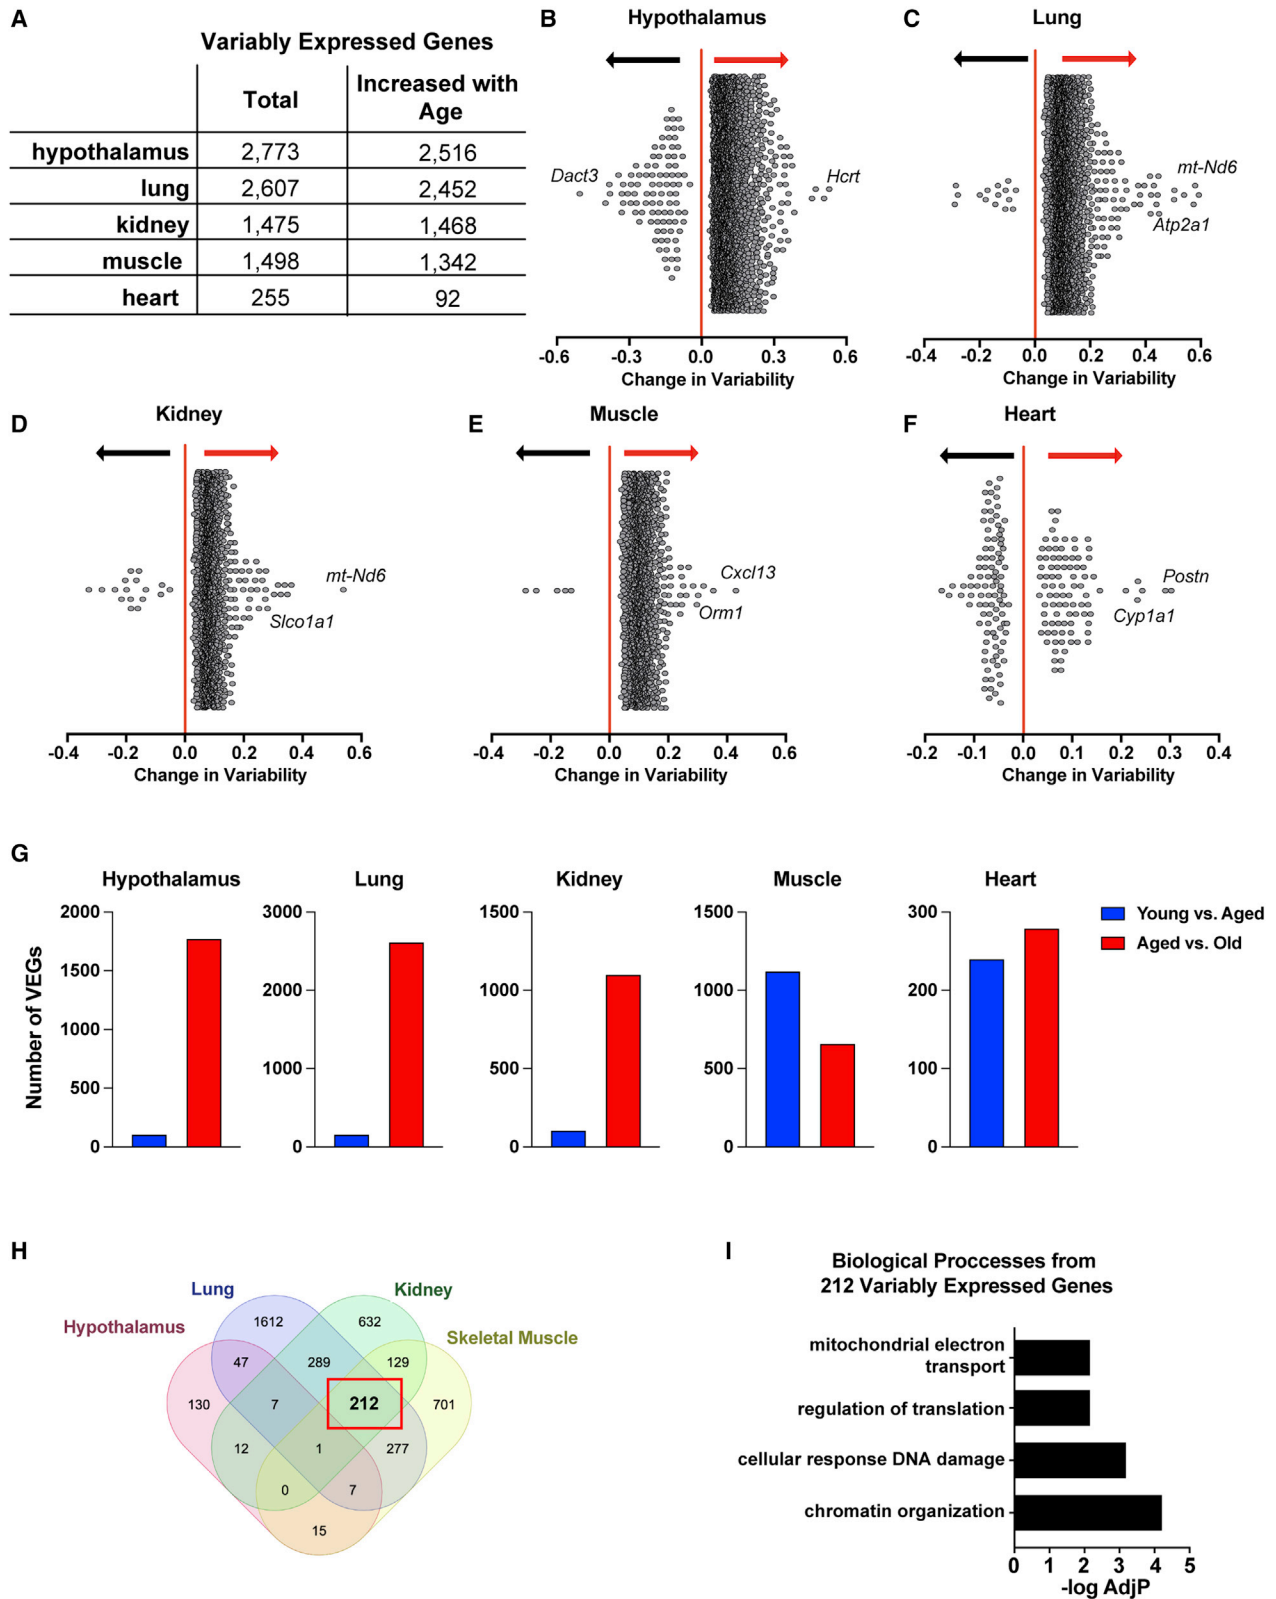 A
Variably Expressed Genes
Total
Increased with
Age
hypothalamus 2,773 2,516
lung 2,607 2,452
kidney 1,475 1,468
muscle 1,498 1,342
heart 255 92
B
Hypothalamus
Dact3
Hcrt
-0.6 -0.3 0.0 0.3 0.6
Change in Variability
C
Lung
mt-Nd6
Atp2a1
-0.4 -0.2 0.0 0.2 0.4 0.6
Change in Variability
D
Kidney
mt-Nd6
Slco1a1
-0.4 -0.2 0.0 0.2 0.4 0.6
Change in Variability
E
Muscle
Cxcl13
Orm1
-0.4 -0.2 0.0 0.2 0.4 0.6
Change in Variability
F
Heart
Postn
Cyp1a1
-0.2 -0.1 0.0 0.1 0.2 0.3 0.4
Change in Variability
G
Number of VEGs
Hypothalamus
2000
1500
1000
500
0
Lung
3000
2000
1000
0
Kidney
1500
1000
500
0
Muscle
1500
1000
500
0
Heart
300
200
100
0
Young vs. Aged
Aged vs. Old
H
Lung
Kidney
Hypothalamus
Skeletal Muscle
1612 632
47 289 129
130 7 212 701
12 1 277
0 7
15
I
Biological Proccesses from
212 Variably Expressed Genes
mitochondrial electron
transport
regulation of translation
cellular response DNA damage
chromatin organization
0 1 2 3 4 5
-log AdjP